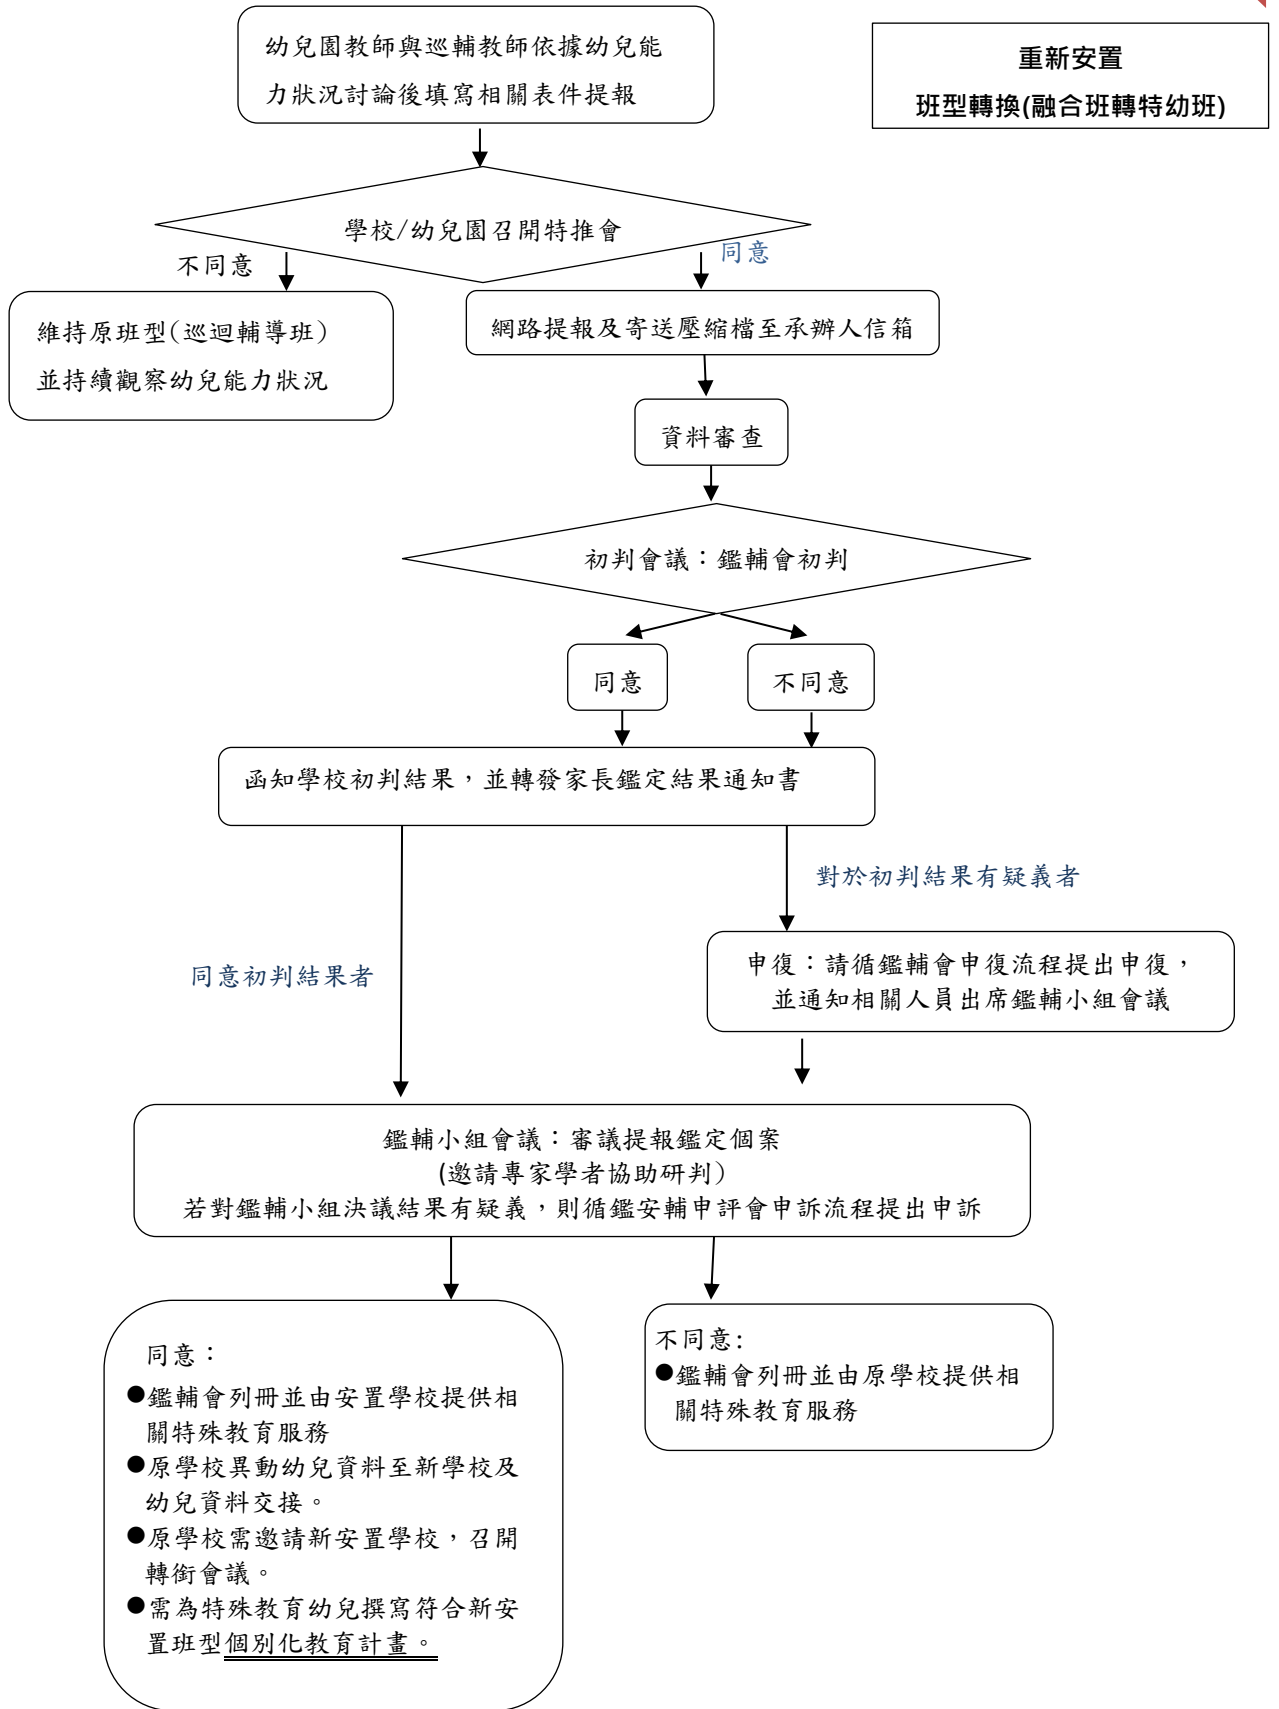 幼兒園教師與巡輔教師依據幼兒能
力狀況討論後填寫相關表件提報
重新安置
班型轉換(融合班轉特幼班)
學校/幼兒園召開特推會
不同意
同意
維持原班型(巡迴輔導班)
並持續觀察幼兒能力狀況
網路提報及寄送壓縮檔至承辦人信箱
資料審查
初判會議：鑑輔會初判
同意
不同意
函知學校初判結果，並轉發家長鑑定結果通知書
對於初判結果有疑義者
同意初判結果者
申復：請循鑑輔會申復流程提出申復，
並通知相關人員出席鑑輔小組會議
鑑輔小組會議：審議提報鑑定個案
(邀請專家學者協助研判)
若對鑑輔小組決議結果有疑義，則循鑑安輔申評會申訴流程提出申訴
同意：
●鑑輔會列冊並由安置學校提供相
關特殊教育服務
●原學校異動幼兒資料至新學校及
幼兒資料交接。
●原學校需邀請新安置學校，召開
轉銜會議。
●需為特殊教育幼兒撰寫符合新安
置班型個別化教育計畫。
不同意:
●鑑輔會列冊並由原學校提供相
關特殊教育服務